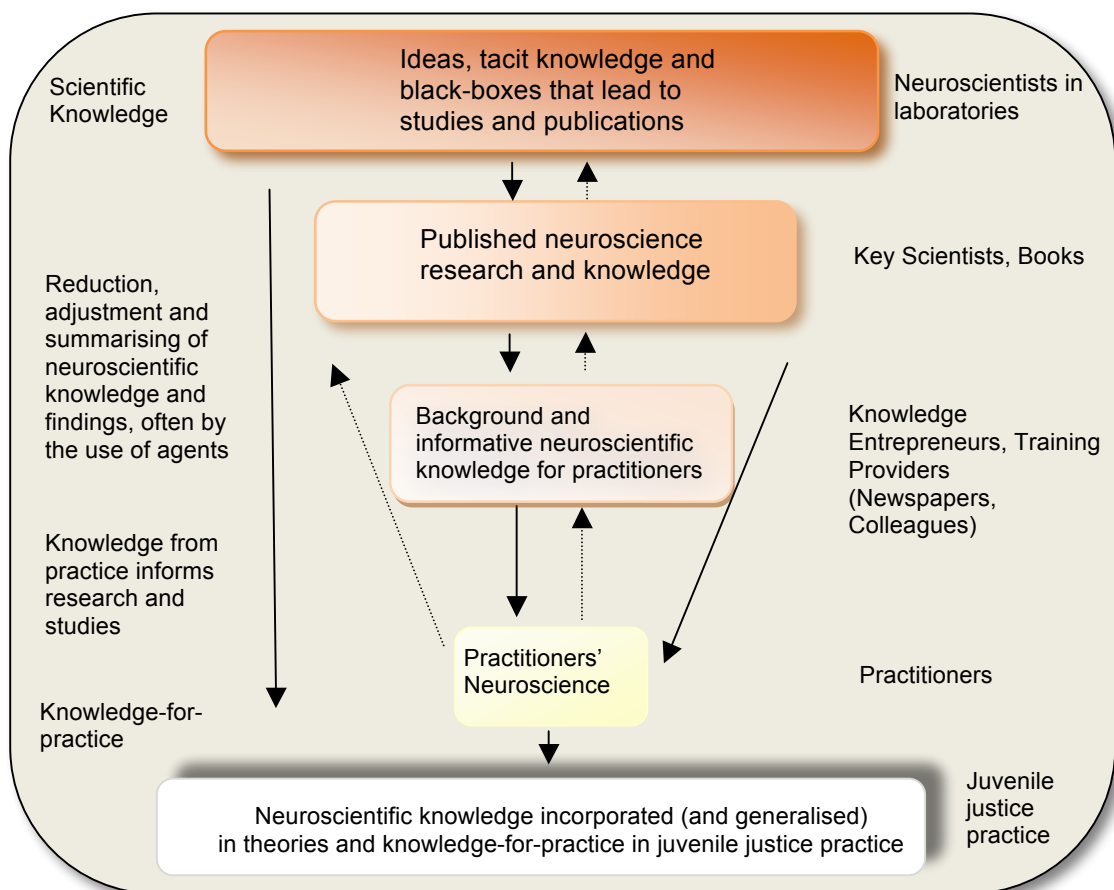 Scientific
Knowledge
Ideas, tacit knowledge and
black-boxes that lead to
studies and publications
Neuroscientists in
laboratories
Published neuroscience
research and knowledge
Key Scientists, Books
Reduction,
adjustment and
summarising of
neuroscientific
knowledge and
findings, often by
the use of agents
Background and
informative neuroscientific
knowledge for practitioners
Knowledge
Entrepreneurs, Training
Providers
(Newspapers,
Colleagues)
Knowledge from
practice informs
research and
studies
Practitioners’
Neuroscience
Practitioners
Knowledge-for-
practice
Neuroscientific knowledge incorporated (and generalised)
in theories and knowledge-for-practice in juvenile justice practice
Juvenile
justice
practice